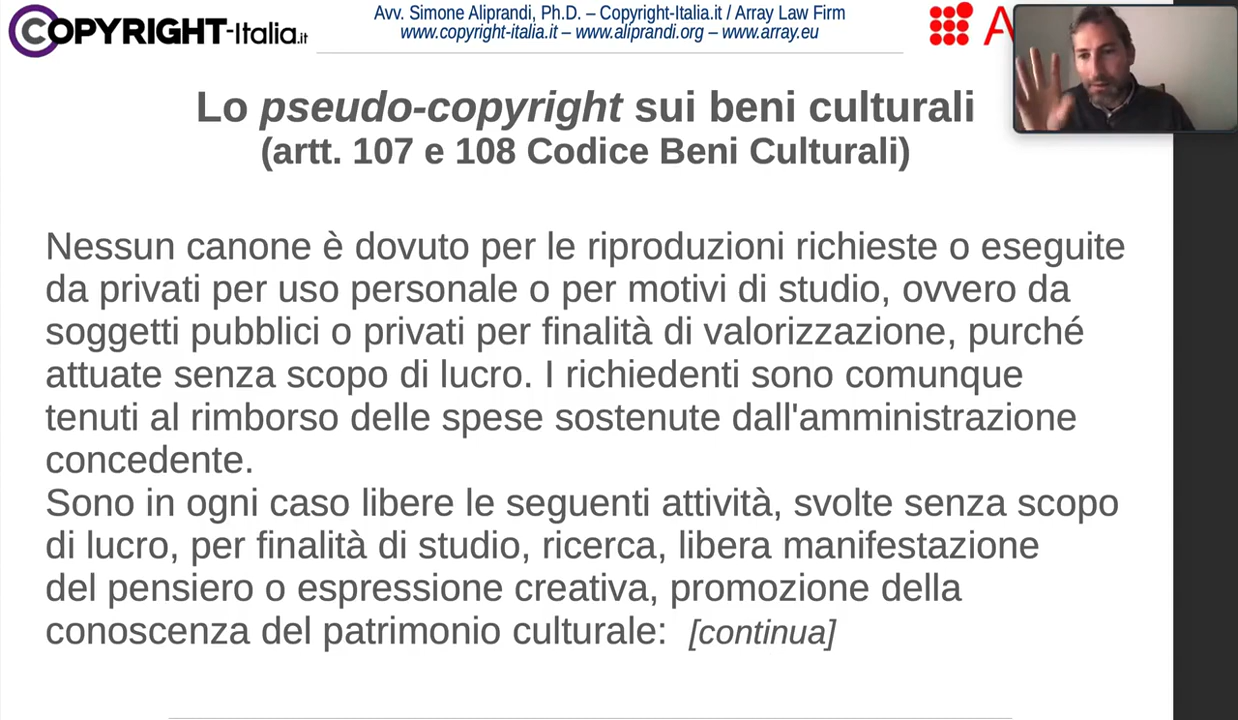 COPYRIGHT-Italia.it
Avv. Simone Aliprandi, Ph.D. – Copyright-Italia.it / Array Law Firm
www.copyright-italia.it – www.aliprandi.org – www.array.eu
A
Lo pseudo-copyright sui beni culturali
(artt. 107 e 108 Codice Beni Culturali)
Nessun canone è dovuto per le riproduzioni richieste o eseguite
da privati per uso personale o per motivi di studio, ovvero da
soggetti pubblici o privati per finalità di valorizzazione, purché
attuate senza scopo di lucro. I richiedenti sono comunque
tenuti al rimborso delle spese sostenute dall'amministrazione
concedente.
Sono in ogni caso libere le seguenti attività, svolte senza scopo
di lucro, per finalità di studio, ricerca, libera manifestazione
del pensiero o espressione creativa, promozione della
conoscenza del patrimonio culturale: [continua]